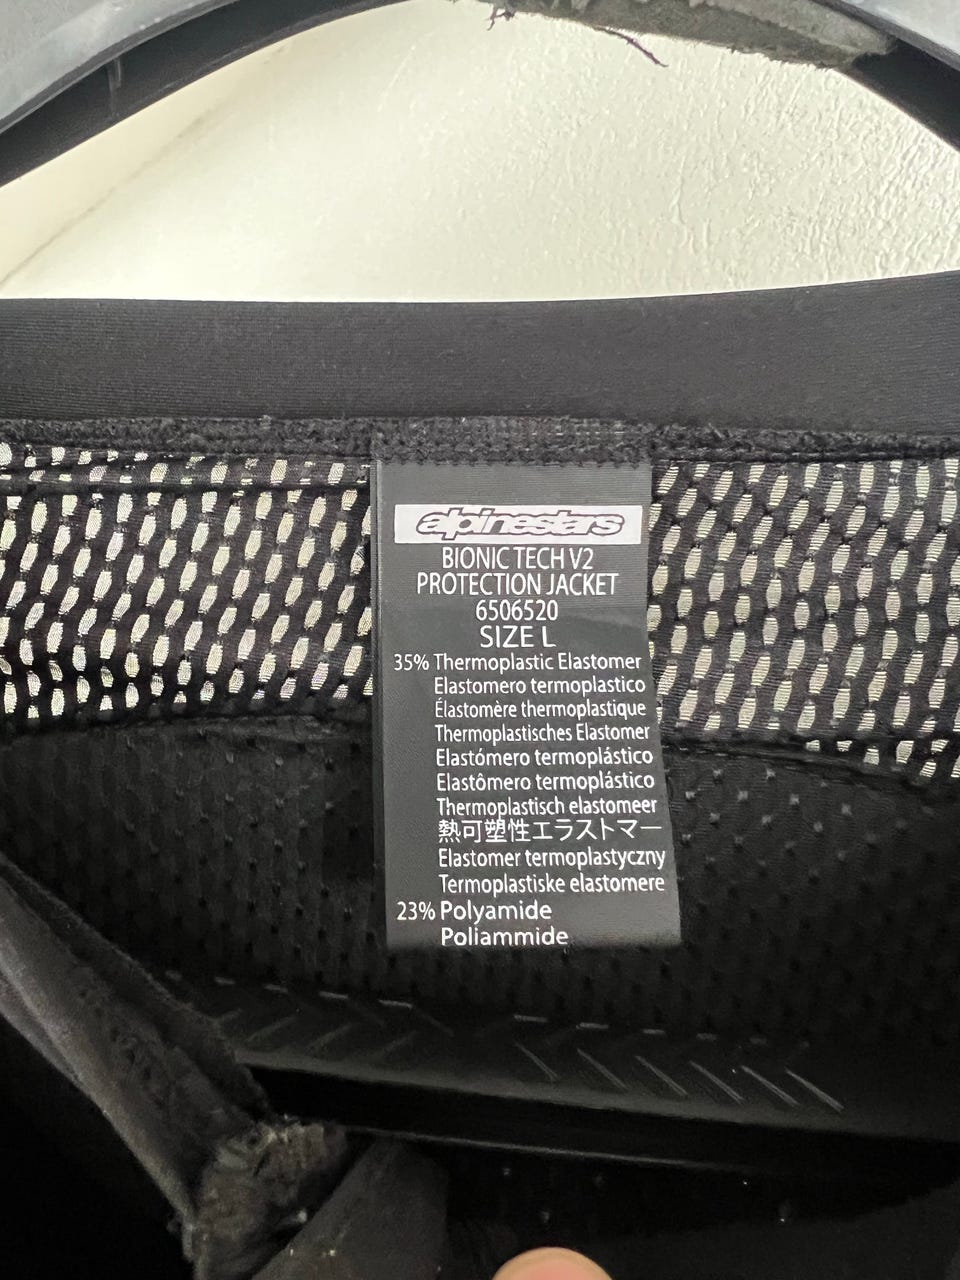 alpinestars
BIONIC TECH V2
PROTECTION JACKET
6506520
SIZE L
35% Thermoplastic Elastomer
Elastomero termoplastico
Élastomère thermoplastique
Thermoplastisches Elastomer
Elastómero termoplástico
Elastômero termoplástico
Thermoplastisch elastomeer
熱可塑性エラストマー
Elastomer termoplastyczny
Termoplastiske elastomere
23% Polyamide
Poliammide